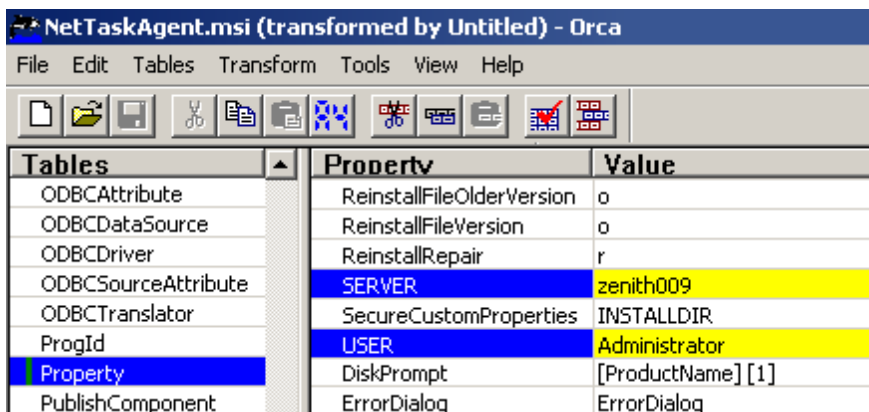 NetTaskAgent.msi (transformed by Untitled) - Orca
File Edit Tables Transform Tools View Help
Tables
ODBCAttribute
ODBCDataSource
ODBCDriver
ODBCSourceAttribute
ODBCTranslator
ProgId
Property
PublishComponent
Property Value
ReinstallFileOlderVersion o
ReinstallFileVersion o
ReinstallRepair r
SERVER zenith009
SecureCustomProperties INSTALLDIR
USER Administrator
DiskPrompt [ProductName] [1]
ErrorDialog ErrorDialog